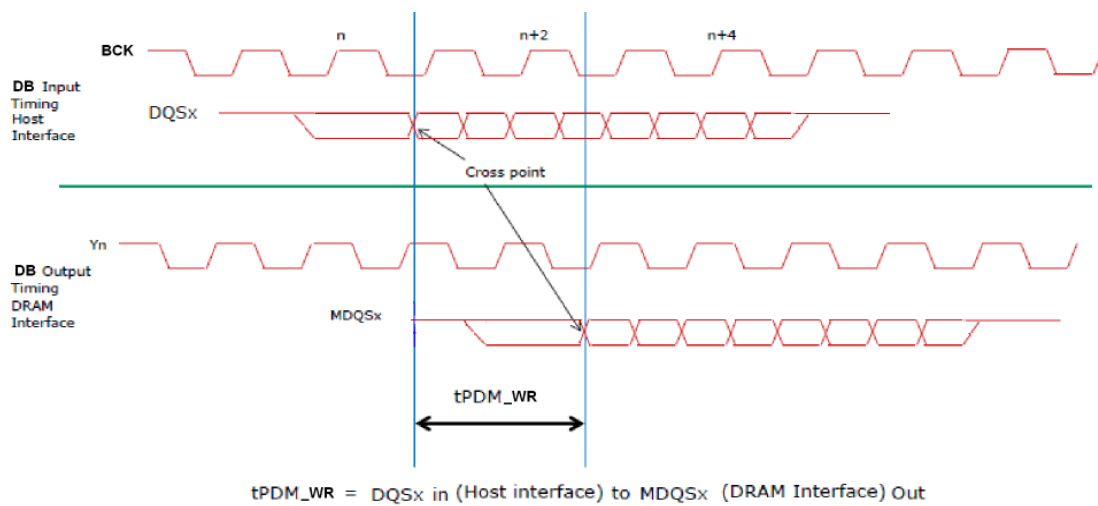 n n+2 n+4
BCK
DB Input
Timing
Host
Interface
DQSx
Cross point
Yn
DB Output
Timing
DRAM
Interface
MDQSx
tPDM_WR
tPDM_WR = DQSx in (Host interface) to MDQSx (DRAM Interface) Out